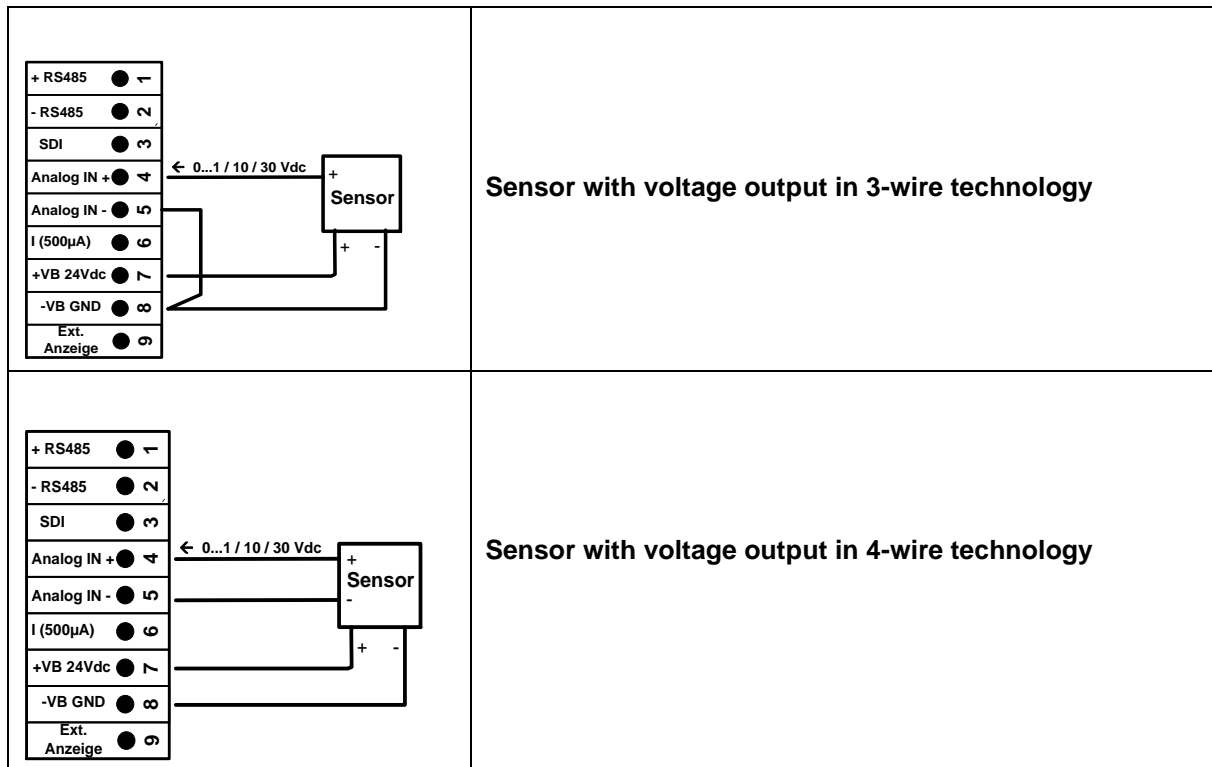 + RS485 1
- RS485 2
SDI 3
Analog IN + 4
← 0...1 / 10 / 30 Vdc
+
Sensor
Analog IN - 5
I (500µA) 6
+ -
+VB 24Vdc 7
-VB GND 8
Ext.
Anzeige 9
Sensor with voltage output in 3-wire technology
+ RS485 1
- RS485 2
SDI 3
Analog IN + 4
← 0...1 / 10 / 30 Vdc
+
Sensor
-
Analog IN - 5
I (500µA) 6
+ -
+VB 24Vdc 7
-VB GND 8
Ext.
Anzeige 9
Sensor with voltage output in 4-wire technology